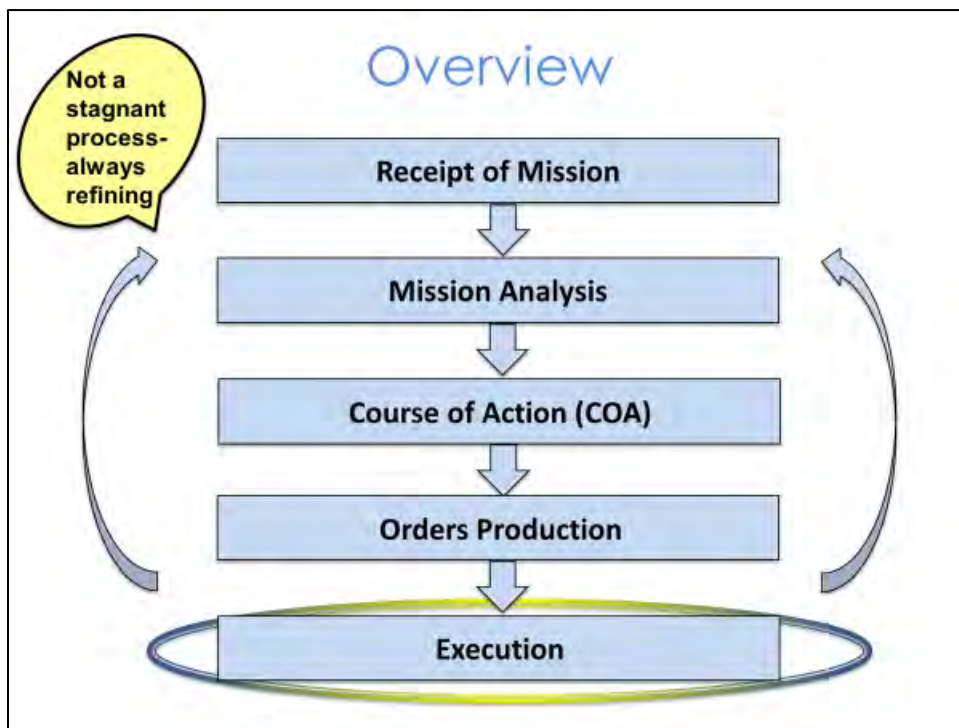 Overview
Not a
stagnant
process-
always
refining
Receipt of Mission
Mission Analysis
Course of Action (COA)
Orders Production
Execution